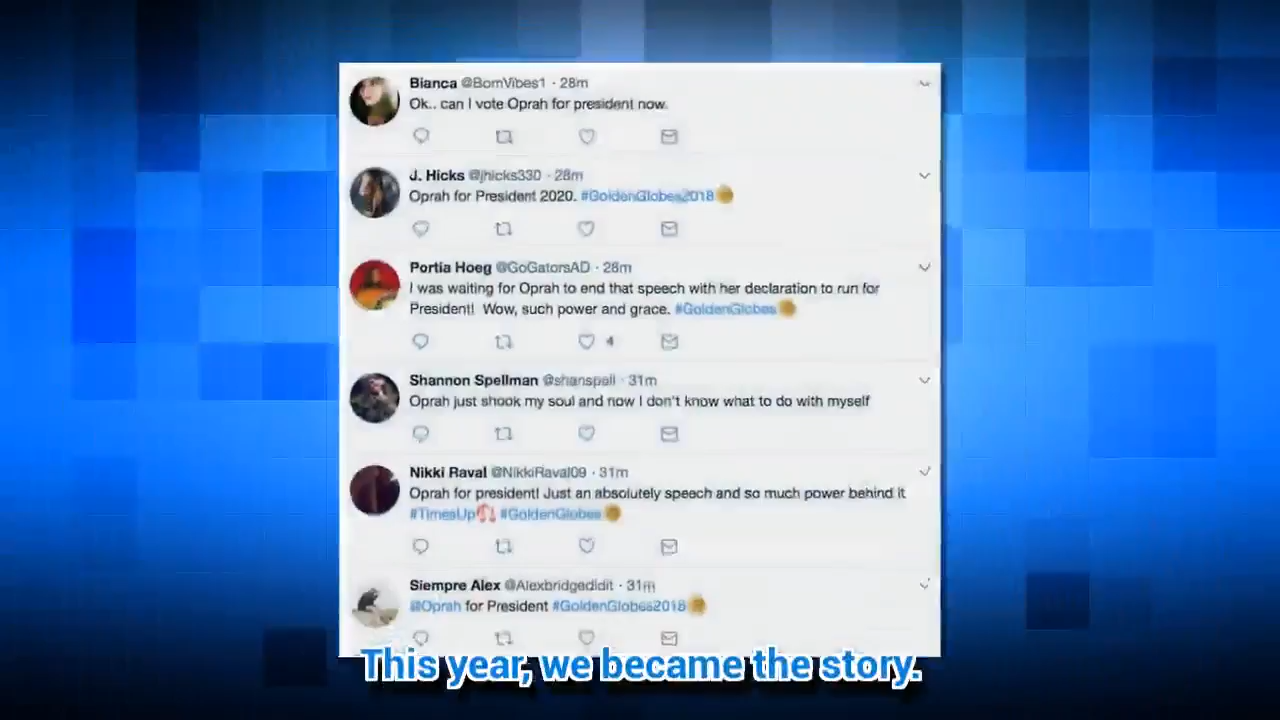 Bianca @BomVibes1 · 28m
Ok.. can I vote Oprah for president now.
J. Hicks @jhicks330 · 28m
Oprah for President 2020. #GoldenGlobes2018
Portia Hoeg @GoGatorsAD · 28m
I was waiting for Oprah to end that speech with her declaration to run for
President! Wow, such power and grace. #GoldenGlobes
4
Shannon Spellman @shanspell · 31m
Oprah just shook my soul and now I don't know what to do with myself
Nikki Raval @NikkiRaval09 · 31m
Oprah for president! Just an absolutely speech and so much power behind it
#TimesUp #GoldenGlobes
Siempre Alex @Alexbridgedidit · 31m
@Oprah for President #GoldenGlobes2018
This year, we became the story.